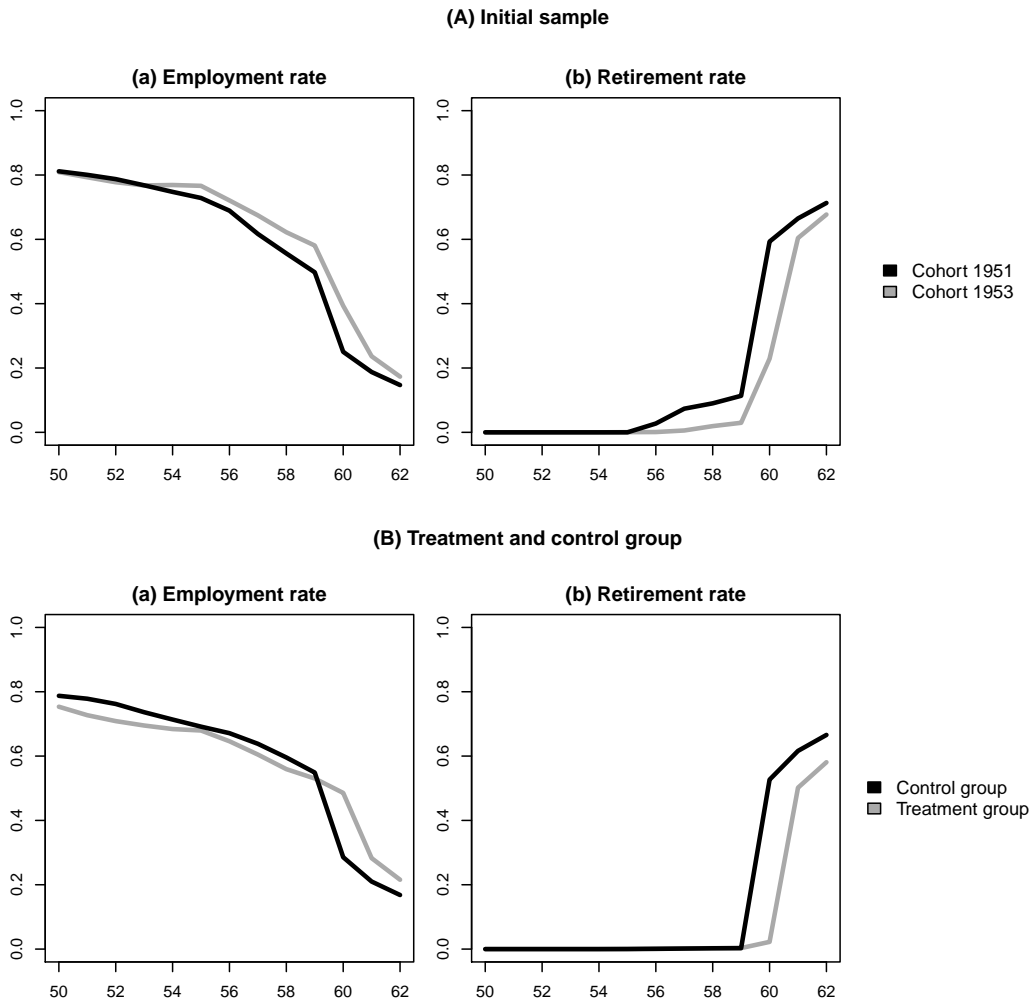 (A) Initial sample
(a) Employment rate
(b) Retirement rate
1.0
0.8
0.6
0.4
0.2
0.0
50 52 54 56 58 60 62
1.0
0.8
0.6
0.4
0.2
0.0
50 52 54 56 58 60 62
Cohort 1951
Cohort 1953
(B) Treatment and control group
(a) Employment rate
(b) Retirement rate
1.0
0.8
0.6
0.4
0.2
0.0
50 52 54 56 58 60 62
1.0
0.8
0.6
0.4
0.2
0.0
50 52 54 56 58 60 62
Control group
Treatment group